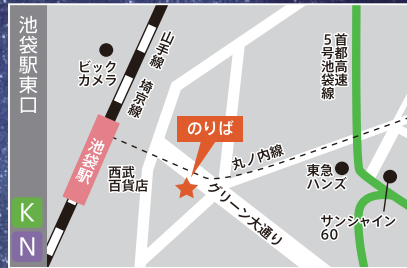 池袋駅東口
K
N
ビック
カメラ
山手線
埼京線
池袋駅
西武
百貨店
のりば
丸ノ内線
グリーン大通り
首都高速
5号池袋線
東急
ハンズ
サンシャイン
60